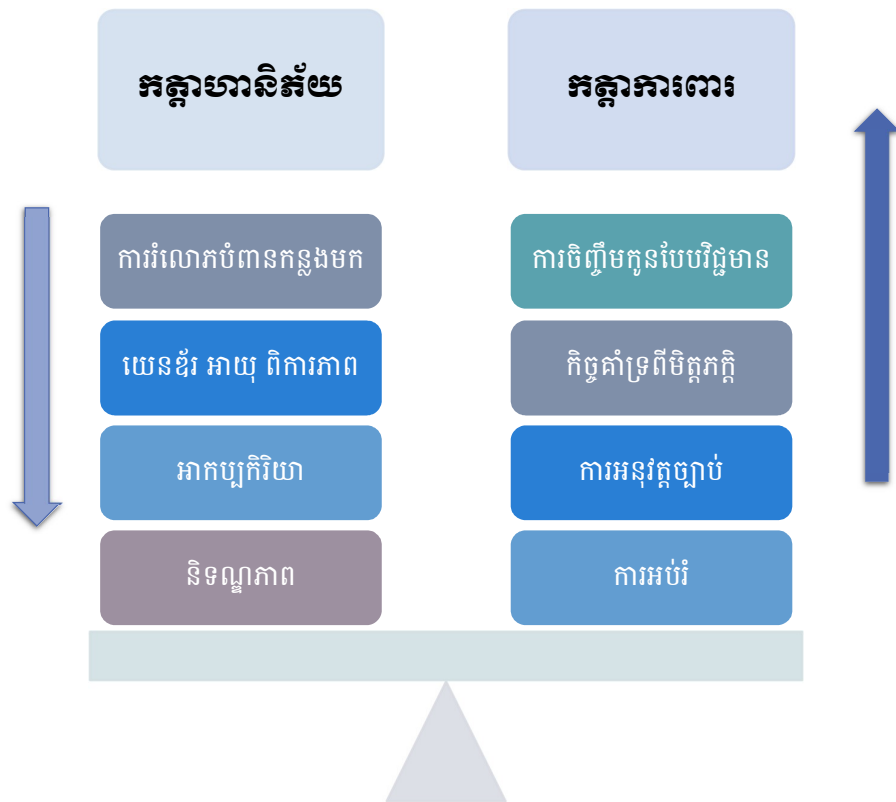 កត្តាហានិភ័យ
កត្តាការពារ
ការរំលោភបំពានកន្លងមក
យេនឌ័រ អាយុ ពិការភាព
អាកប្បកិរិយា
និទណ្ឌភាព
ការចិញ្ចឹមកូនបែបវិជ្ជមាន
កិច្ចគាំទ្រពីមិត្តភក្តិ
ការអនុវត្តច្បាប់
ការអប់រំ